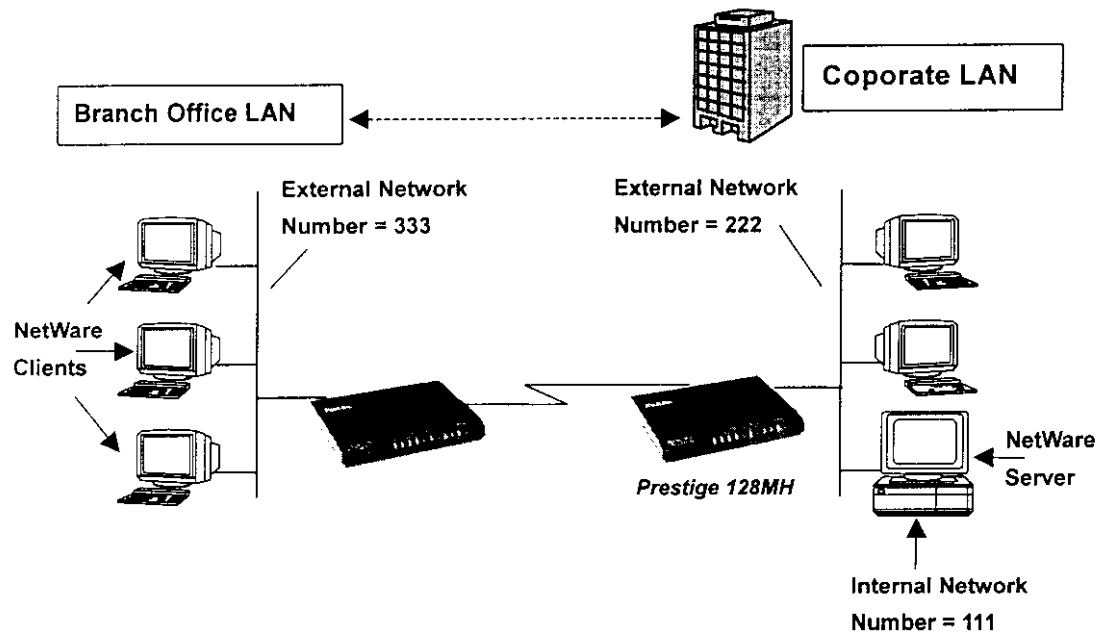 Branch Office LAN
Coporate LAN
External Network
Number = 333
External Network
Number = 222
NetWare
Clients
NetWare
Server
Prestige 128MH
Internal Network
Number = 111